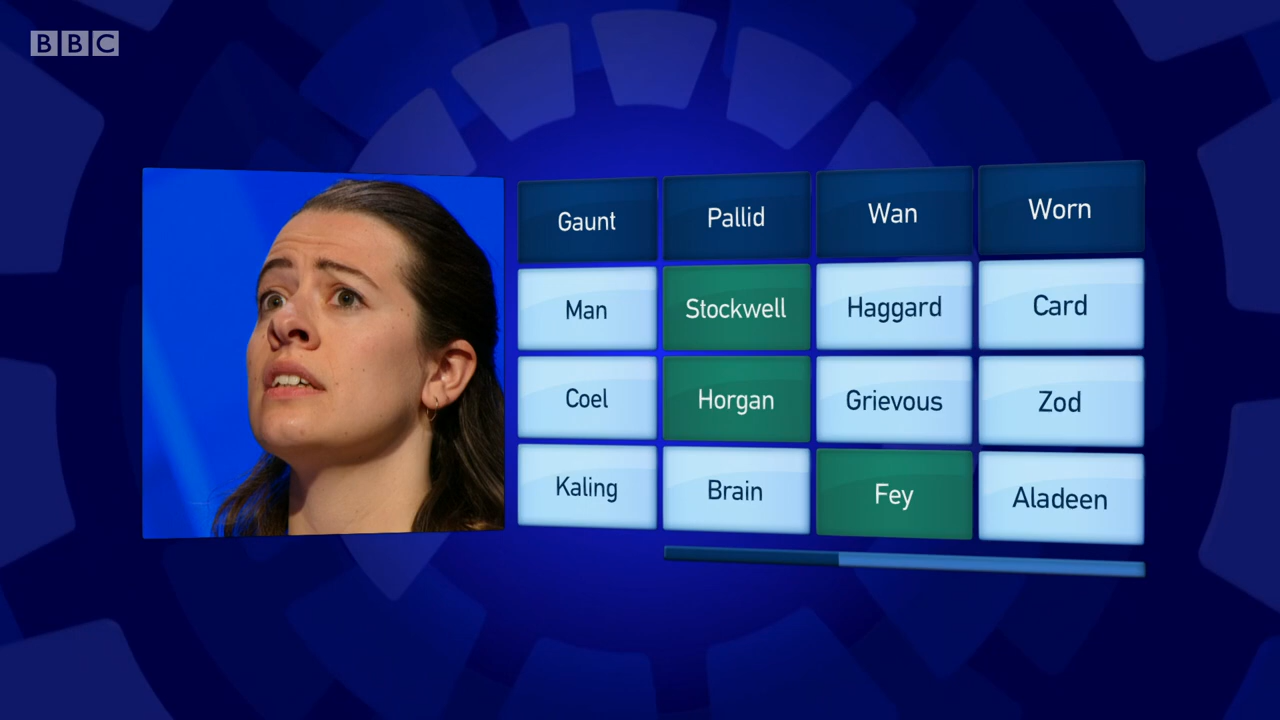 BBC
Gaunt
Pallid
Wan
Worn
Man
Stockwell
Haggard
Card
Coel
Horgan
Grievous
Zod
Kaling
Brain
Fey
Aladeen